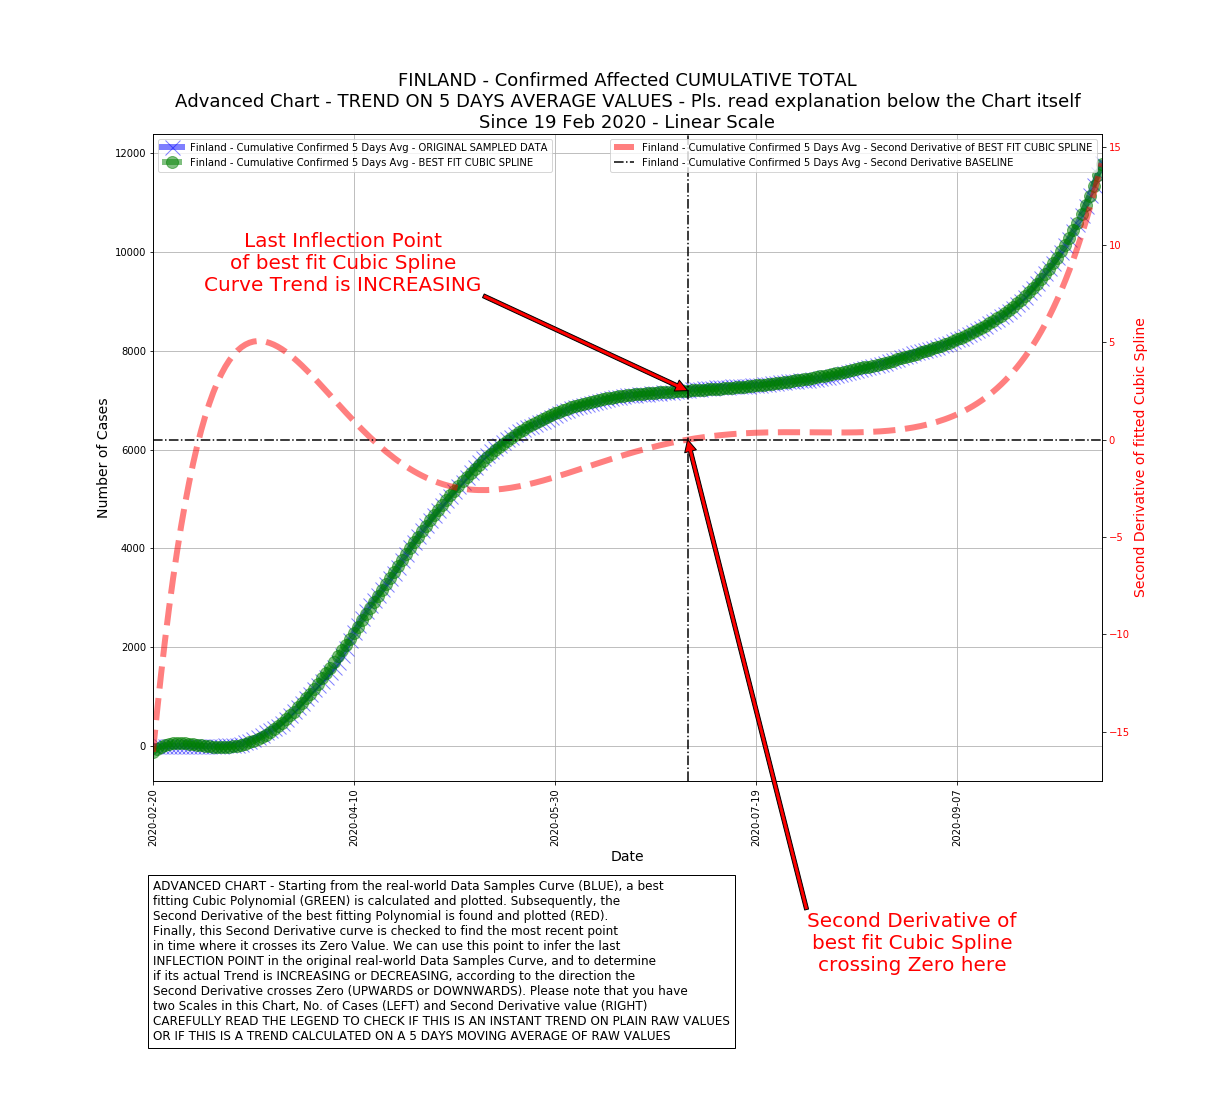 FINLAND - Confirmed Affected CUMULATIVE TOTAL
Advanced Chart - TREND ON 5 DAYS AVERAGE VALUES - Pls. read explanation below the Chart itself
Since 19 Feb 2020 - Linear Scale
Finland - Cumulative Confirmed 5 Days Avg - ORIGINAL SAMPLED DATA
Finland - Cumulative Confirmed 5 Days Avg - BEST FIT CUBIC SPLINE
Finland - Cumulative Confirmed 5 Days Avg - Second Derivative of BEST FIT CUBIC SPLINE
Finland - Cumulative Confirmed 5 Days Avg - Second Derivative BASELINE
Last Inflection Point
of best fit Cubic Spline
Curve Trend is INCREASING
Number of Cases
12000
10000
8000
6000
4000
2000
0
15
10
5
0
−5
−10
−15
Second Derivative of fitted Cubic Spline
2020-02-20
2020-04-10
2020-05-30
2020-07-19
2020-09-07
Date
Second Derivative of
best fit Cubic Spline
crossing Zero here
ADVANCED CHART - Starting from the real-world Data Samples Curve (BLUE), a best
fitting Cubic Polynomial (GREEN) is calculated and plotted. Subsequently, the
Second Derivative of the best fitting Polynomial is found and plotted (RED).
Finally, this Second Derivative curve is checked to find the most recent point
in time where it crosses its Zero Value. We can use this point to infer the last
INFLECTION POINT in the original real-world Data Samples Curve, and to determine
if its actual Trend is INCREASING or DECREASING, according to the direction the
Second Derivative crosses Zero (UPWARDS or DOWNWARDS). Please note that you have
two Scales in this Chart, No. of Cases (LEFT) and Second Derivative value (RIGHT)
CAREFULLY READ THE LEGEND TO CHECK IF THIS IS AN INSTANT TREND ON PLAIN RAW VALUES
OR IF THIS IS A TREND CALCULATED ON A 5 DAYS MOVING AVERAGE OF RAW VALUES